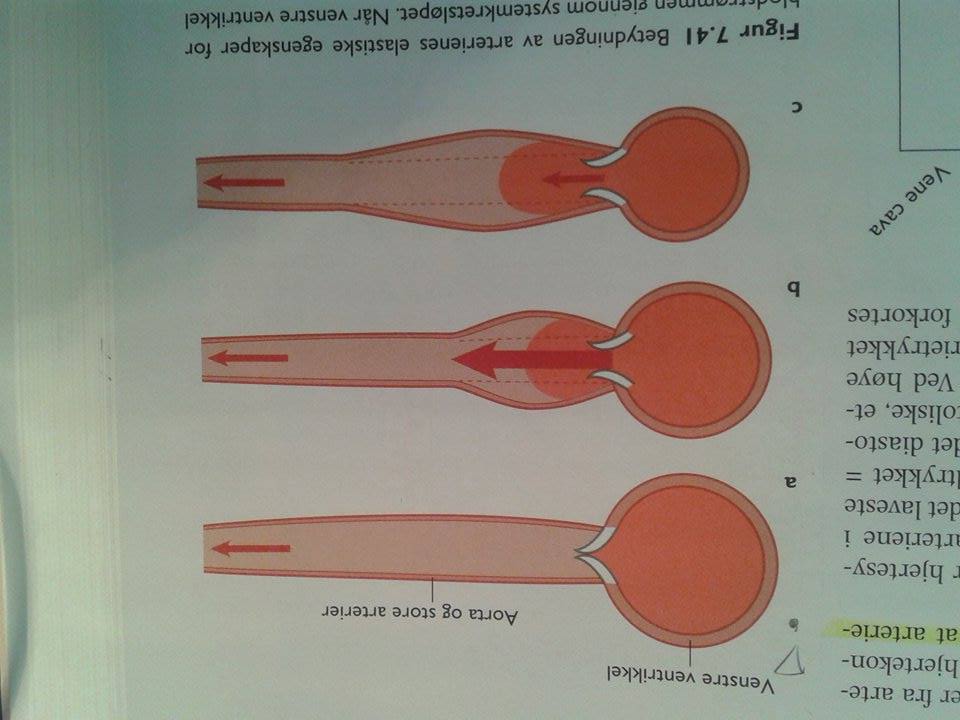 er fra arte-
hjertekon-
at arterie-
r hjertesy-
arteriene i
det laveste
ltrykket =
det diasto-
toliske, et-
Ved høye
rietrykket
forkortes
Vene cava
Venstre ventrikkel
Aorta og store arterier
a
b
c
Figur 7.41 Betydningen av arterienes elastiske egenskaper for
blodstrømmen gjennom systemkretsløpet. Når venstre ventrikkel